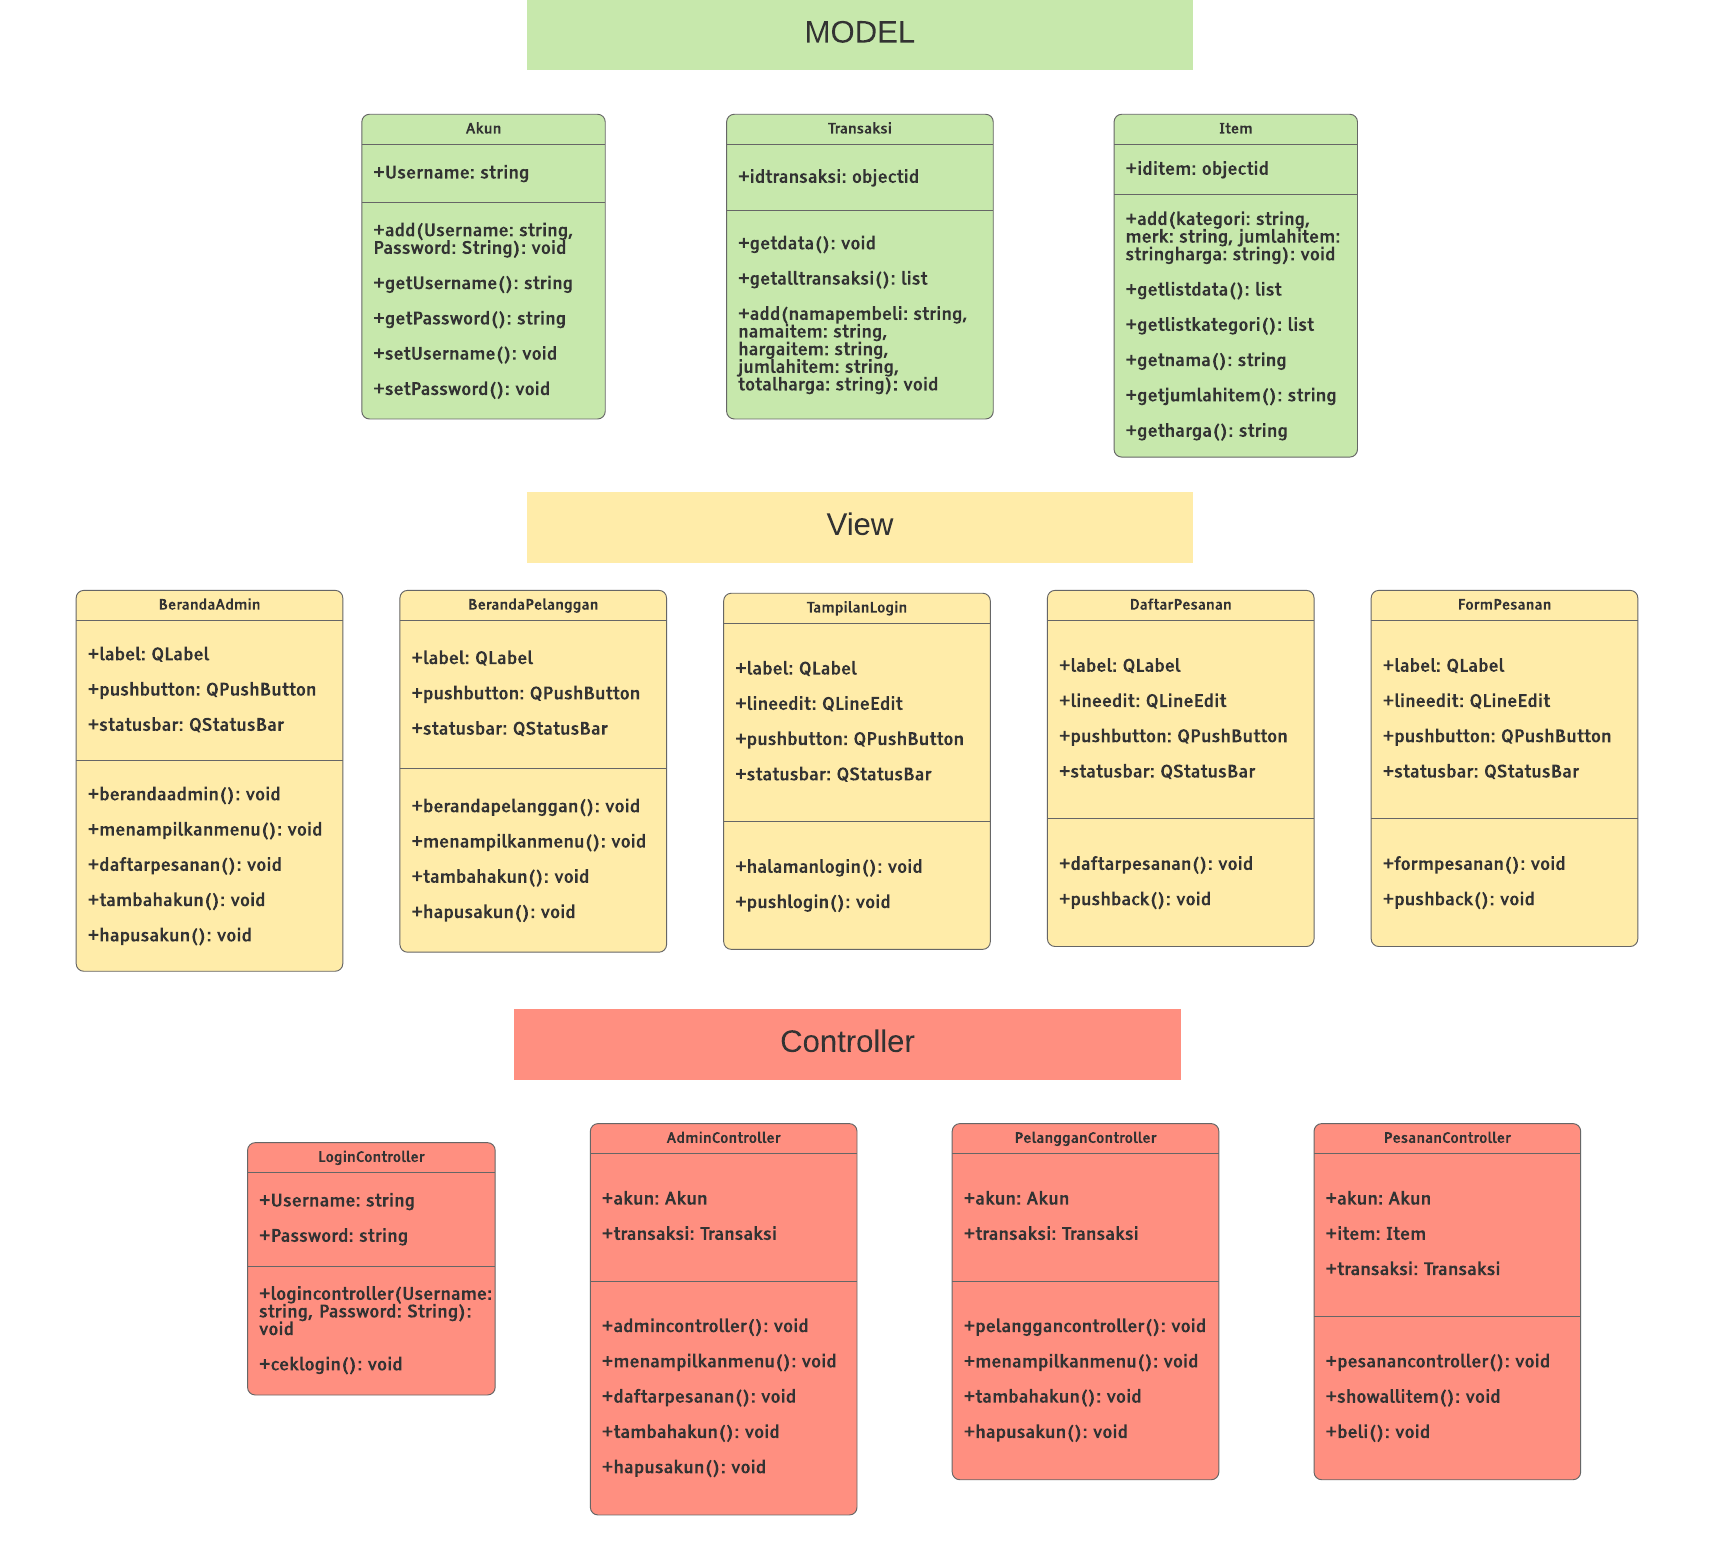 MODEL
Akun
+Username: string
+add(Username: string,
Password: String): void
+getUsername(): string
+getPassword(): string
+setUsername(): void
+setPassword(): void
Transaksi
+idtransaksi: objectid
+getdata(): void
+getalltransaksi(): list
+add(namapembeli: string,
namaitem: string,
hargaitem: string,
jumlahitem: string,
totalharga: string): void
Item
+iditem: objectid
+add(kategori: string,
merk: string, jumlahitem:
stringharga: string): void
+getlistdata(): list
+getlistkategori(): list
+getnama(): string
+getjumlahitem(): string
+getharga(): string
View
BerandaAdmin
+label: QLabel
+pushbutton: QPushButton
+statusbar: QStatusBar
+berandaadmin(): void
+menampilkanmenu(): void
+daftarpesanan(): void
+tambahakun(): void
+hapusakun(): void
BerandaPelanggan
+label: QLabel
+pushbutton: QPushButton
+statusbar: QStatusBar
+berandapelanggan(): void
+menampilkanmenu(): void
+tambahakun(): void
+hapusakun(): void
TampilanLogin
+label: QLabel
+lineedit: QLineEdit
+pushbutton: QPushButton
+statusbar: QStatusBar
+halamanlogin(): void
+pushlogin(): void
DaftarPesanan
+label: QLabel
+lineedit: QLineEdit
+pushbutton: QPushButton
+statusbar: QStatusBar
+daftarpesanan(): void
+pushback(): void
FormPesanan
+label: QLabel
+lineedit: QLineEdit
+pushbutton: QPushButton
+statusbar: QStatusBar
+formpesanan(): void
+pushback(): void
Controller
LoginController
+Username: string
+Password: string
+logincontroller(Username:
string, Password: String):
void
+ceklogin(): void
AdminController
+akun: Akun
+transaksi: Transaksi
+admincontroller(): void
+menampilkanmenu(): void
+daftarpesanan(): void
+tambahakun(): void
+hapusakun(): void
PelangganController
+akun: Akun
+transaksi: Transaksi
+pelanggancontroller(): void
+menampilkanmenu(): void
+tambahakun(): void
+hapusakun(): void
PesananController
+akun: Akun
+item: Item
+transaksi: Transaksi
+pesanancontroller(): void
+showallitem(): void
+beli(): void